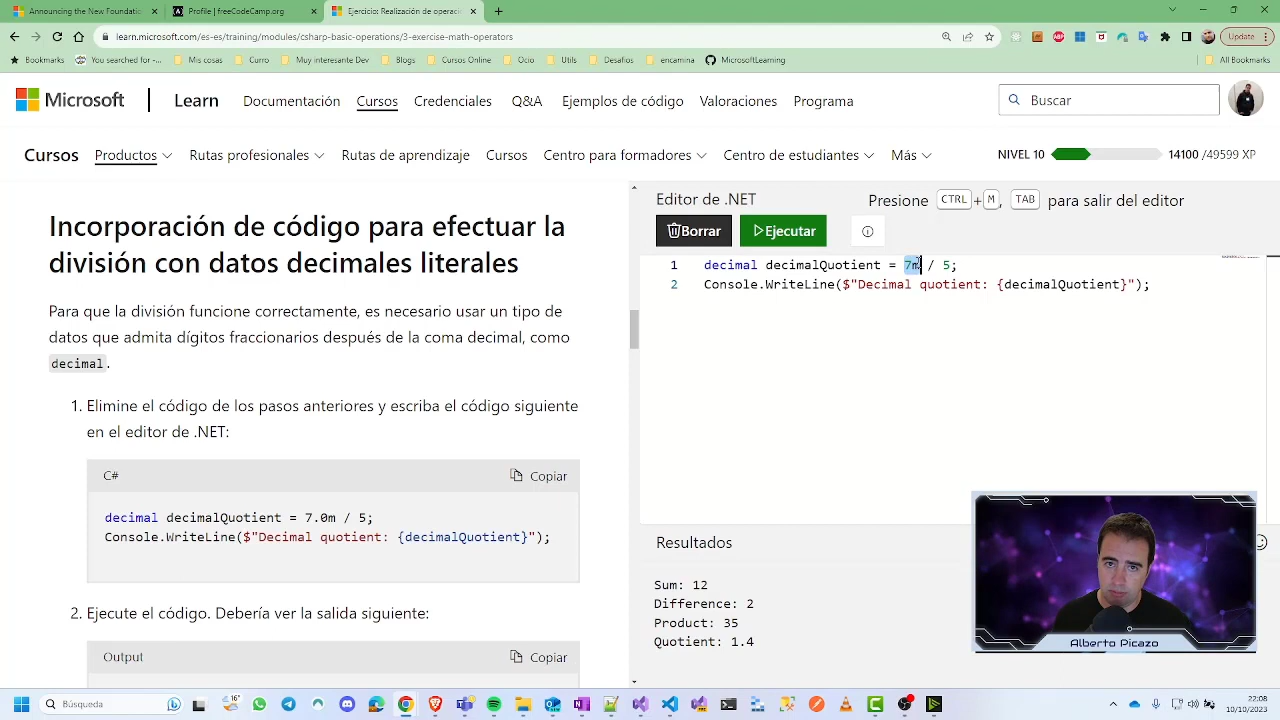 Announcing the New Foundatic
Profile | freeCodeCamp.org
Ejercicio: Realización de operaci
learn.microsoft.com/es-es/training/modules/csharp-basic-operations/3-exercise-math-operators
Update
Bookmarks
You searched for -...
Mis cosas
Curro
Muy interesante Dev
Blogs
Cursos Online
Ocio
Utils
Desafios
encamina
MicrosoftLearning
All Bookmarks
Microsoft
Learn
Documentación
Cursos
Credenciales
Q&A
Ejemplos de código
Valoraciones
Programa
Buscar
Cursos
Productos
Rutas profesionales
Rutas de aprendizaje
Cursos
Centro para formadores
Centro de estudiantes
Más
NIVEL 10
14100 /49599 XP
Incorporación de código para efectuar la
división con datos decimales literales
Para que la división funcione correctamente, es necesario usar un tipo de
datos que admita dígitos fraccionarios después de la coma decimal, como
decimal.
1. Elimine el código de los pasos anteriores y escriba el código siguiente
en el editor de .NET:
C#
Copiar
decimal decimalQuotient = 7.0m / 5;
Console.WriteLine($"Decimal quotient: {decimalQuotient}");
2. Ejecute el código. Debería ver la salida siguiente:
Output
Copiar
Editor de .NET
Presione CTRL+M, TAB para salir del editor
Borrar
Ejecutar
1 decimal decimalQuotient = 7m / 5;
2 Console.WriteLine($"Decimal quotient: {decimalQuotient}");
Resultados
Sum: 12
Difference: 2
Product: 35
Quotient: 1.4
Alberto Picazo
Búsqueda
16°
22:08
10/10/2023